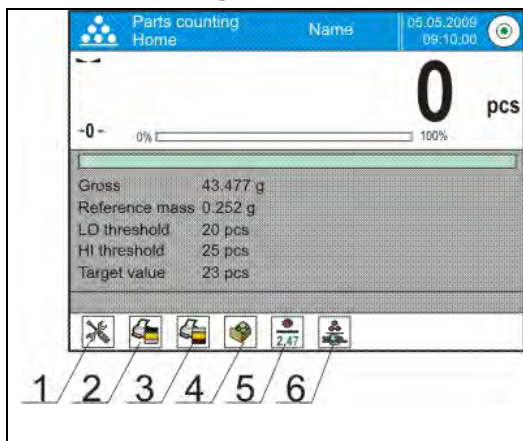 Parts counting
Home
Name
05.05.2009
09:10,00
0 pcs
-0-
0% 100%
Gross 43.477 g
Reference mass 0.252 g
LO threshold 20 pcs
HI threshold 25 pcs
Target value 23 pcs
2,47
1 2 3 4 5 6